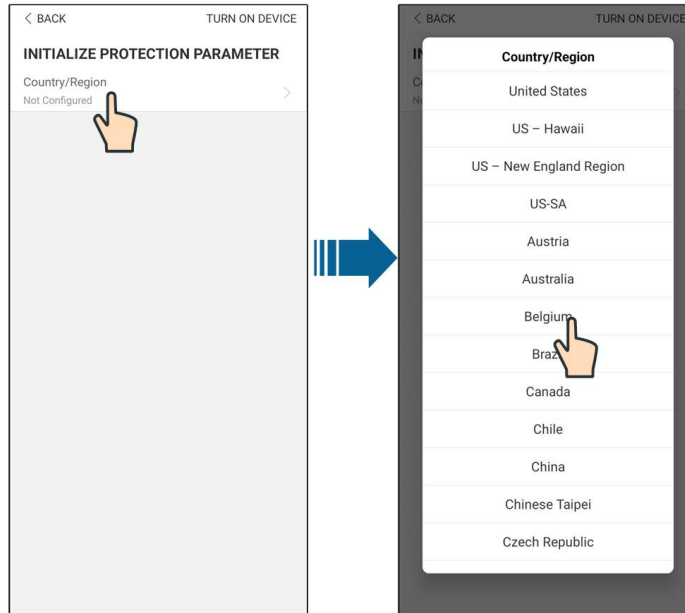 < BACK TURN ON DEVICE
INITIALIZE PROTECTION PARAMETER
Country/Region
Not Configured
< BACK TURN ON DEVICE
Country/Region
United States
US – Hawaii
US – New England Region
US-SA
Austria
Australia
Belgium
Canada
Chile
China
Chinese Taipei
Czech Republic